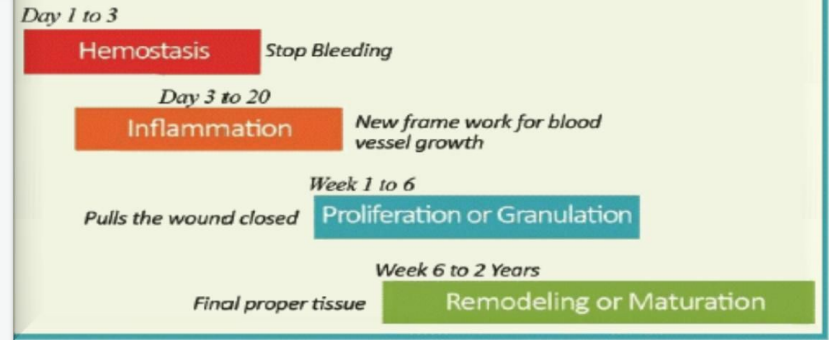 Day 1 to 3
Hemostasis Stop Bleeding
Day 3 to 20
Inflammation New frame work for blood
vessel growth
Week 1 to 6
Pulls the wound closed Proliferation or Granulation
Week 6 to 2 Years
Final proper tissue Remodeling or Maturation